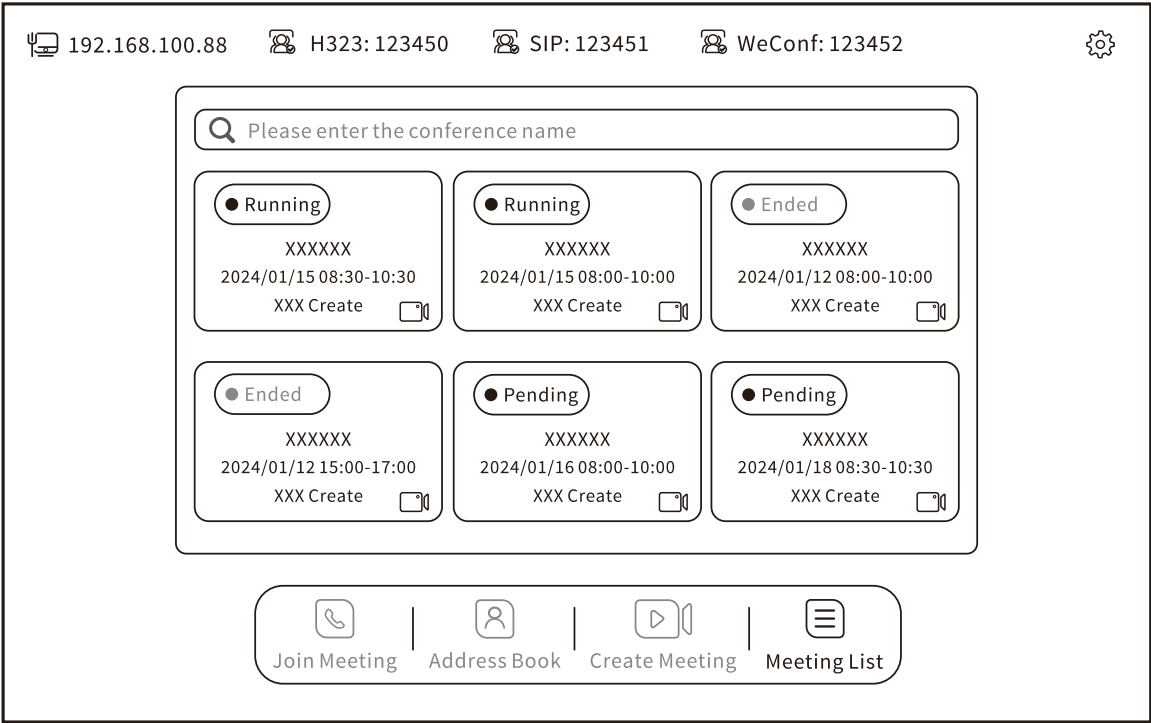 192.168.100.88 H323: 123450 SIP: 123451 WeConf: 123452
Please enter the conference name
Running
XXXXXX
2024/01/15 08:30-10:30
XXX Create
Running
XXXXXX
2024/01/15 08:00-10:00
XXX Create
Ended
XXXXXX
2024/01/12 08:00-10:00
XXX Create
Ended
XXXXXX
2024/01/12 15:00-17:00
XXX Create
Pending
XXXXXX
2024/01/16 08:00-10:00
XXX Create
Pending
XXXXXX
2024/01/18 08:30-10:30
XXX Create
Join Meeting Address Book Create Meeting Meeting List